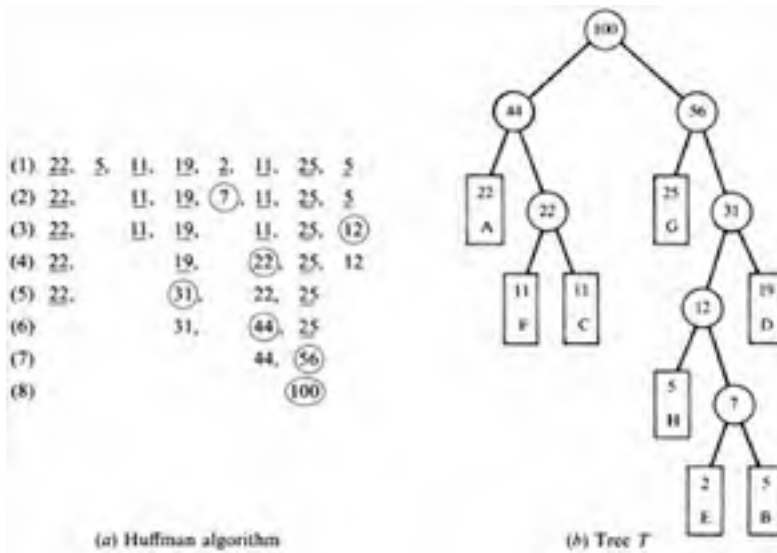 (1) 22, 5, 11, 19, 2, 11, 25, 5
(2) 22, 11, 19, 7, 11, 25, 5
(3) 22, 11, 19, 11, 25, 12
(4) 22, 19, 22, 25, 12
(5) 22, 31, 22, 25
(6) 31, 44, 25
(7) 44, 56
(8) 100
(a) Huffman algorithm
100
44 56
22 A 22 25 G 31
11 F 11 C 12 19 D
5 H 7
2 E 5 B
(b) Tree T